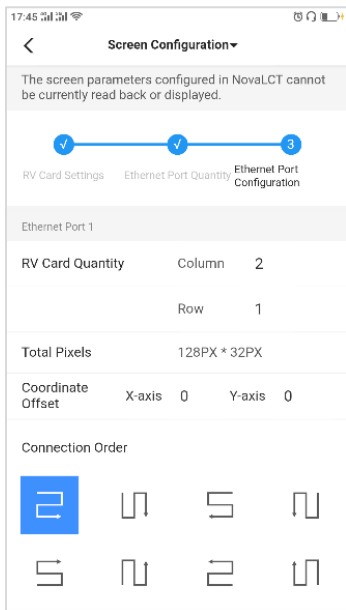 17:45
Screen Configuration
The screen parameters configured in NovaLCT cannot
be currently read back or displayed.
3
RV Card Settings
Ethernet Port Quantity
Ethernet Port
Configuration
Ethernet Port 1
RV Card Quantity Column 2
Row 1
Total Pixels 128PX * 32PX
Coordinate
Offset X-axis 0 Y-axis 0
Connection Order